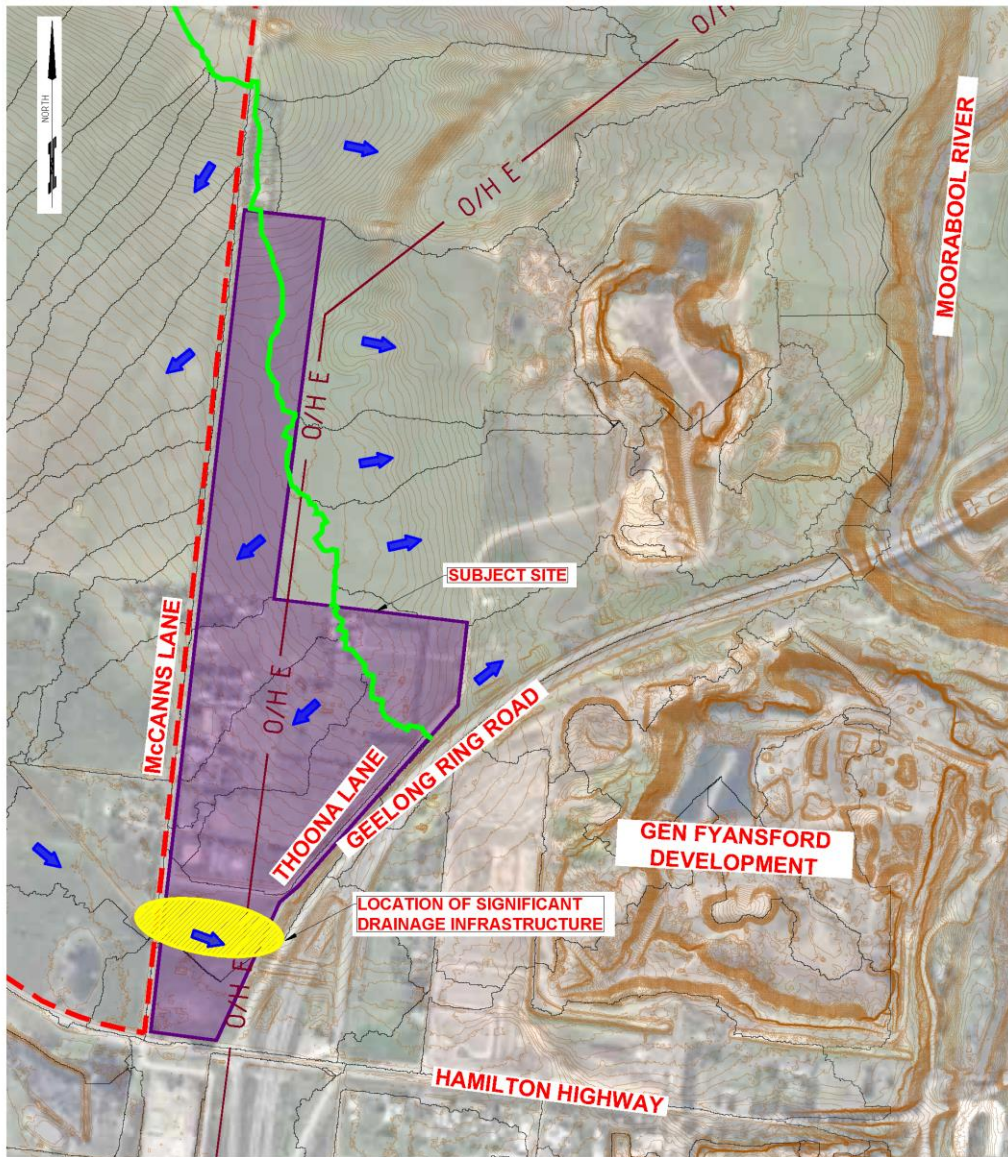 O/H E
NORTH
O/H E
MOORABOOL RIVER
O/H E
SUBJECT SITE
McCANNS LANE
O/H E
THOONA LANE
GEELONG RING ROAD
GEN FYANSFORD
DEVELOPMENT
LOCATION OF SIGNIFICANT
DRAINAGE INFRASTRUCTURE
O/H E
HAMILTON HIGHWAY